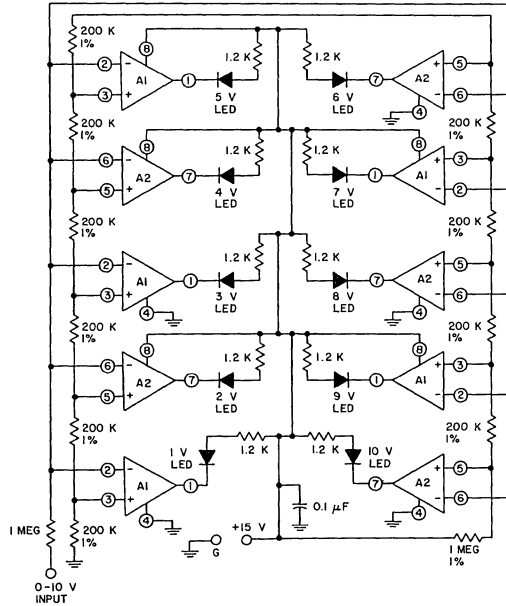 200 K
1%
8
1.2 K
1.2 K
2
−
A1
1
7
A2
+
5
3
+
5 V
LED
6 V
LED
−
6
4
200 K
1%
8
1.2 K
1.2 K
8
200 K
1%
6
−
A2
7
1
A1
+
3
5
+
4 V
LED
7 V
LED
−
2
200 K
1%
1.2 K
1.2 K
200 K
1%
2
−
A1
1
7
A2
+
5
3
+
3 V
LED
8 V
LED
−
6
4
4
200 K
1%
8
1.2 K
1.2 K
8
200 K
1%
6
−
A2
7
1
A1
+
3
5
+
2 V
LED
9 V
LED
−
2
200 K
1%
1 V
LED
1.2 K
1.2 K
10 V
LED
200 K
1%
2
−
A1
1
7
A2
+
5
3
+
−
6
4
0.1 μF
4
1 MEG
200 K
1%
G
+15 V
1 MEG
1%
0-10 V
INPUT